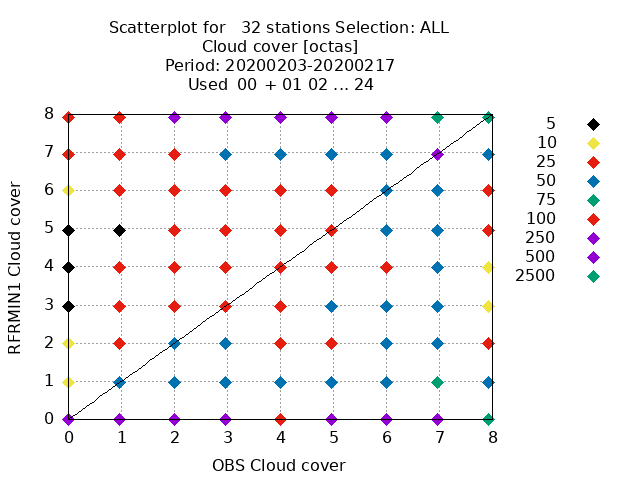 Scatterplot for   32 stations Selection: ALL
Cloud cover [octas]
Period: 20200203-20200217
Used  00 + 01 02 ... 24
RFRMIN1 Cloud cover
8
7
6
5
4
3
2
1
0
0 1 2 3 4 5 6 7 8
OBS Cloud cover
5
10
25
50
75
100
250
500
2500